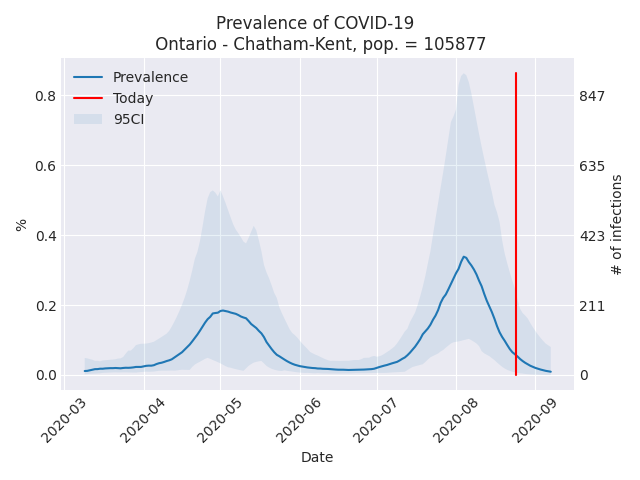 Prevalence of COVID-19
Ontario - Chatham-Kent, pop. = 105877
Prevalence
Today
95CI
%
0.8
0.6
0.4
0.2
0.0
847
635
423
211
0
# of infections
2020-03
2020-04
2020-05
2020-06
2020-07
2020-08
2020-09
Date